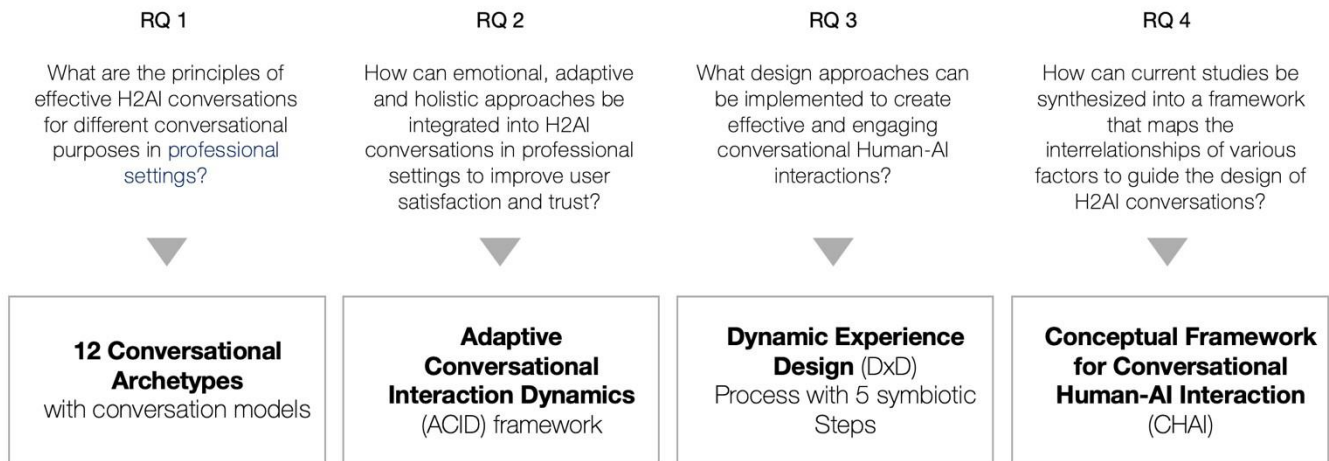 RQ 1
What are the principles of
effective H2AI conversations
for different conversational
purposes in professional
settings?
12 Conversational
Archetypes
with conversation models
RQ 2
How can emotional, adaptive
and holistic approaches be
integrated into H2AI
conversations in professional
settings to improve user
satisfaction and trust?
Adaptive
Conversational
Interaction Dynamics
(ACID) framework
RQ 3
What design approaches can
be implemented to create
effective and engaging
conversational Human-AI
interactions?
Dynamic Experience
Design (DxD)
Process with 5 symbiotic
Steps
RQ 4
How can current studies be
synthesized into a framework
that maps the
interrelationships of various
factors to guide the design of
H2AI conversations?
Conceptual Framework
for Conversational
Human-AI Interaction
(CHAI)